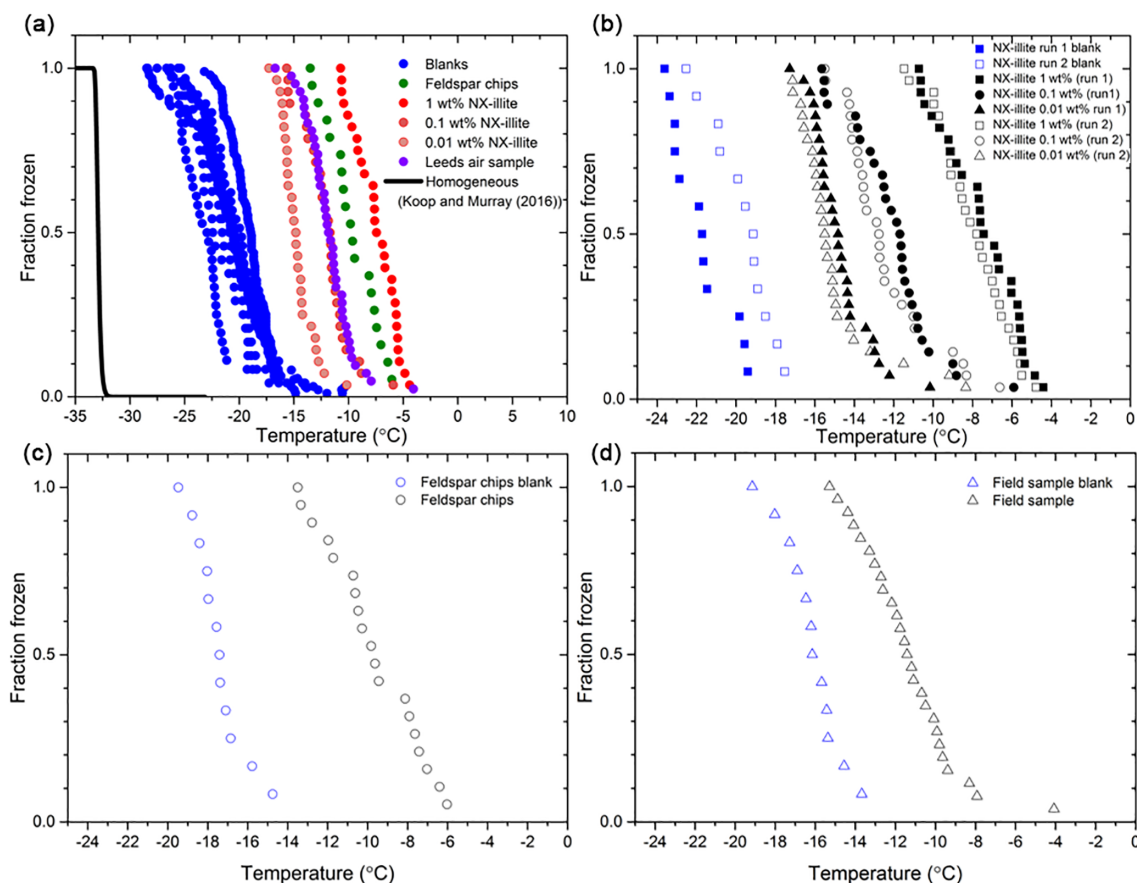 (a)
Blanks
Feldspar chips
1 wt% NX-illite
0.1 wt% NX-illite
0.01 wt% NX-illite
Leeds air sample
Homogeneous
(Koop and Murray (2016))
Fraction frozen
1.0
0.5
0.0
-35 -30 -25 -20 -15 -10 -5 0 5 10
Temperature (°C)
(b)
NX-illite run 1 blank
NX-illite run 2 blank
NX-illite 1 wt% (run 1)
NX-illite 0.1 wt% (run1)
NX-illite 0.01 wt% run 1)
NX-illite 1 wt% (run 2)
NX-illite 0.1 wt% (run 2)
NX-illite 0.01 wt% (run 2)
Fraction frozen
1.0
0.5
0.0
-24 -22 -20 -18 -16 -14 -12 -10 -8 -6 -4 -2 0
Temperature (°C)
(c)
Feldspar chips blank
Feldspar chips
Fraction frozen
1.0
0.5
0.0
-24 -22 -20 -18 -16 -14 -12 -10 -8 -6 -4 -2 0
Temperature (°C)
(d)
Field sample blank
Field sample
Fraction frozen
1.0
0.5
0.0
-26 -24 -22 -20 -18 -16 -14 -12 -10 -8 -6 -4 -2 0
Temperature (°C)